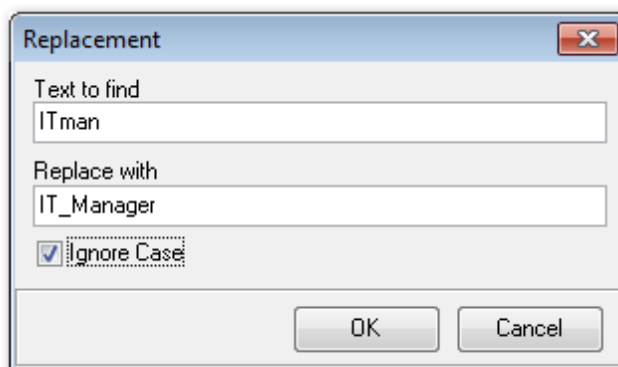 Replacement
Text to find
ITman
Replace with
IT_Manager
Ignore Case
OK Cancel